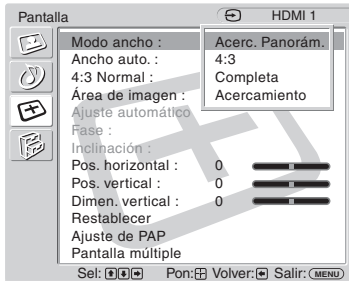 Pantalla HDMI 1
Modo ancho : Acerc. Panorám.
Ancho auto. : 4:3
4:3 Normal : Completa
Área de imagen : Acercamiento
Ajuste automático
Fase :
Inclinación :
Pos. horizontal : 0
Pos. vertical : 0
Dimen. vertical : 0
Restablecer
Ajuste de PAP
Pantalla múltiple
Sel: Pon: Volver: Salir: MENU